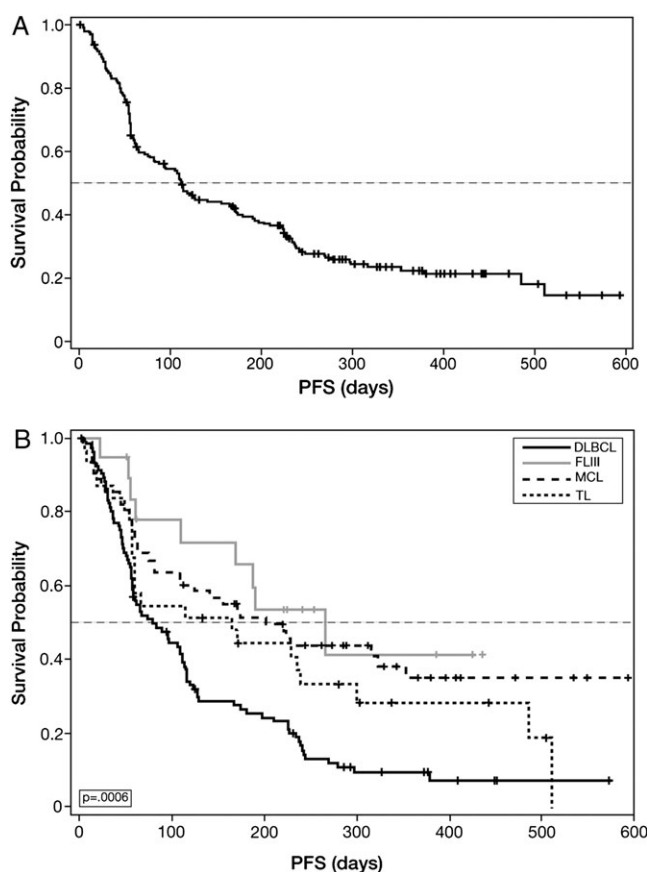 A
Survival Probability
1.0
0.8
0.6
0.4
0.2
0
0 100 200 300 400 500 600
PFS (days)
B
Survival Probability
1.0
0.8
0.6
0.4
0.2
0
DLBCL
FLIII
MCL
TL
p=.0006
0 100 200 300 400 500 600
PFS (days)